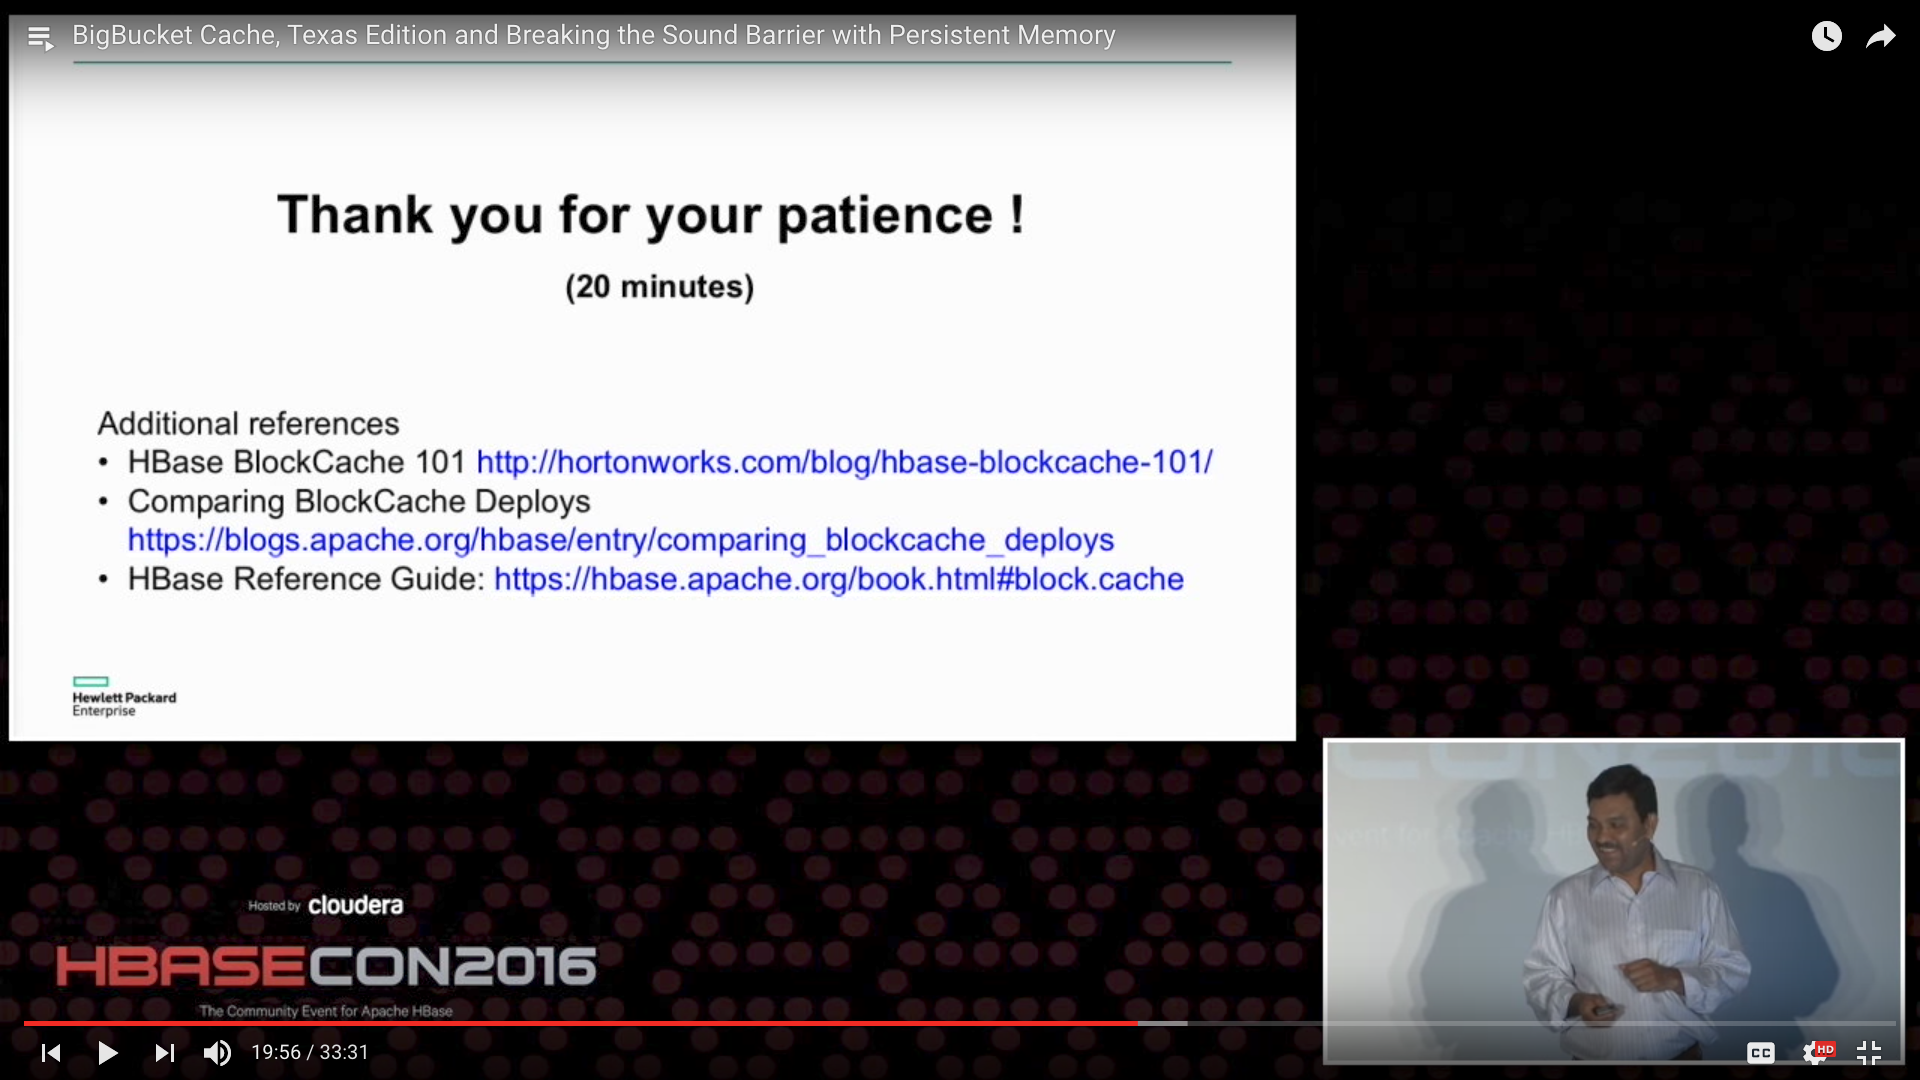 BigBucket Cache, Texas Edition and Breaking the Sound Barrier with Persistent Memory
Thank you for your patience !
(20 minutes)
Additional references
• HBase BlockCache 101 http://hortonworks.com/blog/hbase-blockcache-101/
• Comparing BlockCache Deploys
https://blogs.apache.org/hbase/entry/comparing_blockcache_deploys
• HBase Reference Guide: https://hbase.apache.org/book.html#block.cache
Hewlett Packard
Enterprise
Hosted by cloudera
HBASECON2016
The Community Event for Apache HBase
19:56 / 33:31
CC
HD